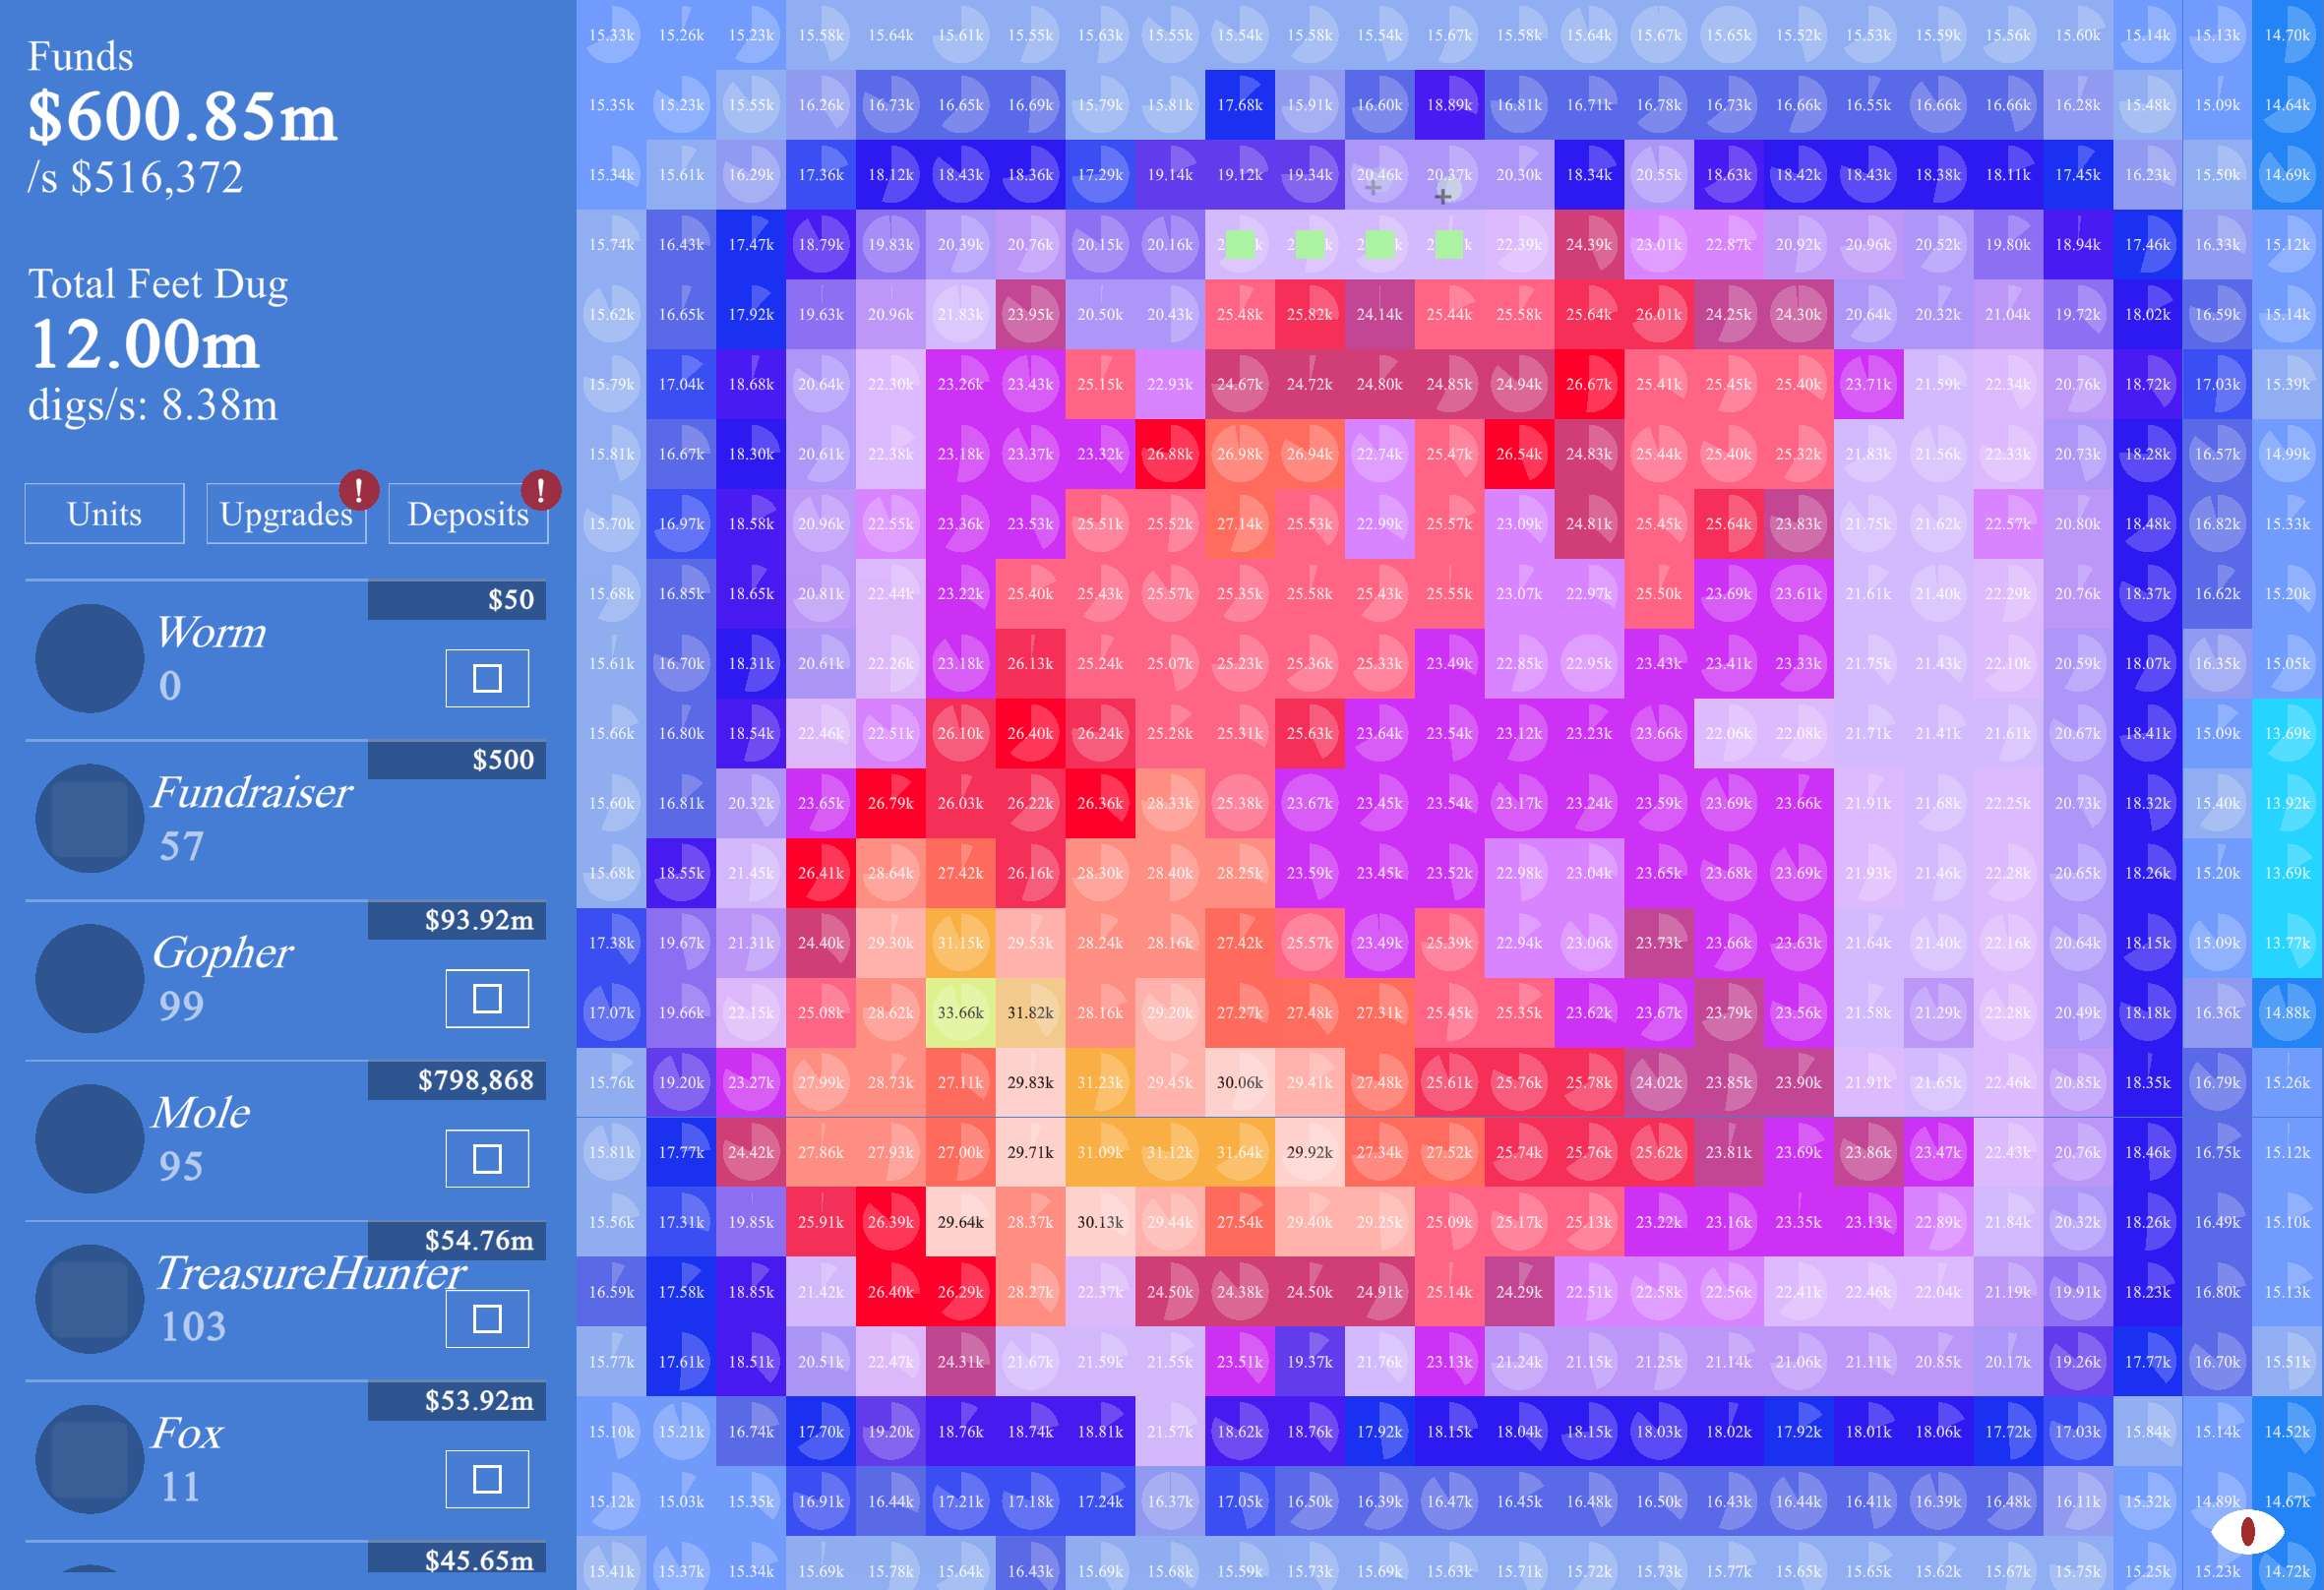 Funds
$600.85m
/s $516,372
Total Feet Dug
12.00m
digs/s: 8.38m
Units
Upgrades
!
Deposits
!
$50
Worm
0
$500
Fundraiser
57
$93.92m
Gopher
99
$798,868
Mole
95
$54.76m
TreasureHunter
103
$53.92m
Fox
11
$45.65m
15.33k 15.26k 15.23k 15.58k 15.64k 15.61k 15.55k 15.63k 15.55k 15.54k 15.58k 15.54k 15.67k 15.58k 15.64k 15.67k 15.65k 15.52k 15.53k 15.59k 15.56k 15.60k 15.14k 15.13k 14.70k
15.35k 15.23k 15.55k 16.26k 16.73k 16.65k 16.69k 15.79k 15.81k 17.68k 15.91k 16.60k 18.89k 16.81k 16.71k 16.78k 16.73k 16.66k 16.55k 16.66k 16.66k 16.28k 15.48k 15.09k 14.64k
15.34k 15.61k 16.29k 17.36k 18.12k 18.43k 18.36k 17.29k 19.14k 19.12k 19.34k 20.46k 20.37k 20.30k 18.34k 20.55k 18.63k 18.42k 18.43k 18.38k 18.11k 17.45k 16.23k 15.50k 14.69k
15.74k 16.43k 17.47k 18.79k 19.83k 20.39k 20.76k 20.15k 20.16k 22.39k 24.39k 23.01k 22.87k 20.92k 20.96k 20.52k 19.80k 18.94k 17.46k 16.33k 15.12k
15.62k 16.65k 17.92k 19.63k 20.96k 21.83k 23.95k 20.50k 20.43k 25.48k 25.82k 24.14k 25.44k 25.58k 25.64k 26.01k 24.25k 24.30k 20.64k 20.32k 21.04k 19.72k 18.02k 16.59k 15.14k
15.79k 17.04k 18.68k 20.64k 22.30k 23.26k 23.43k 25.15k 22.93k 24.67k 24.72k 24.80k 24.85k 24.94k 26.67k 25.41k 25.45k 25.40k 23.71k 21.59k 22.34k 20.76k 18.72k 17.03k 15.39k
15.81k 16.67k 18.30k 20.61k 22.38k 23.18k 23.37k 23.32k 26.88k 26.98k 26.94k 22.74k 25.47k 26.54k 24.83k 25.44k 25.40k 25.32k 21.83k 21.56k 22.33k 20.73k 18.28k 16.57k 14.99k
15.70k 16.97k 18.58k 20.96k 22.55k 23.36k 23.53k 25.51k 25.52k 27.14k 25.53k 22.99k 25.57k 23.09k 24.81k 25.45k 25.64k 23.83k 21.75k 21.62k 22.57k 20.80k 18.48k 16.82k 15.33k
15.68k 16.85k 18.65k 20.81k 22.44k 23.22k 25.40k 25.43k 25.57k 25.35k 25.58k 25.43k 25.55k 23.07k 22.97k 25.50k 23.69k 23.61k 21.61k 21.40k 22.29k 20.76k 18.37k 16.62k 15.20k
15.61k 16.70k 18.31k 20.61k 22.26k 23.18k 26.13k 25.24k 25.07k 25.23k 25.36k 25.33k 23.49k 22.85k 22.95k 23.43k 23.41k 23.33k 21.75k 21.43k 22.10k 20.59k 18.07k 16.35k 15.05k
15.66k 16.80k 18.54k 22.46k 22.51k 26.10k 26.40k 26.24k 25.28k 25.31k 25.63k 23.64k 23.54k 23.12k 23.23k 23.66k 22.06k 22.08k 21.71k 21.41k 21.61k 20.67k 18.41k 15.09k 13.69k
15.60k 16.81k 20.32k 23.65k 26.79k 26.03k 26.22k 26.36k 28.33k 25.38k 23.67k 23.45k 23.54k 23.17k 23.24k 23.59k 23.69k 23.66k 21.91k 21.68k 22.25k 20.73k 18.32k 15.40k 13.92k
15.68k 18.55k 21.45k 26.41k 28.64k 27.42k 26.16k 28.30k 28.40k 28.25k 23.59k 23.45k 23.52k 22.98k 23.04k 23.65k 23.68k 23.69k 21.93k 21.46k 22.28k 20.65k 18.26k 15.20k 13.69k
17.38k 19.67k 21.31k 24.40k 29.30k 31.15k 29.53k 28.24k 28.16k 27.42k 25.57k 23.49k 25.39k 22.94k 23.06k 23.73k 23.66k 23.63k 21.64k 21.40k 22.16k 20.64k 18.15k 15.09k 13.77k
17.07k 19.66k 22.15k 25.08k 28.62k 33.66k 31.82k 28.16k 29.20k 27.27k 27.48k 27.31k 25.45k 25.35k 23.62k 23.67k 23.79k 23.56k 21.58k 21.29k 22.28k 20.49k 18.18k 16.36k 14.88k
15.76k 19.20k 23.27k 27.99k 28.73k 27.11k 29.83k 31.23k 29.45k 30.06k 29.41k 27.48k 25.61k 25.76k 25.78k 24.02k 23.85k 23.90k 21.91k 21.65k 22.46k 20.85k 18.35k 16.79k 15.26k
15.81k 17.77k 24.42k 27.86k 27.93k 27.00k 29.71k 31.09k 31.12k 31.64k 29.92k 27.34k 27.52k 25.74k 25.76k 25.62k 23.81k 23.69k 23.86k 23.47k 22.43k 20.76k 18.46k 16.75k 15.12k
15.56k 17.31k 19.85k 25.91k 26.39k 29.64k 28.37k 30.13k 29.44k 27.54k 29.40k 29.25k 25.09k 25.17k 25.13k 23.22k 23.16k 23.35k 23.13k 22.89k 21.84k 20.32k 18.26k 16.49k 15.10k
16.59k 17.58k 18.85k 21.42k 26.40k 26.29k 28.27k 22.37k 24.50k 24.38k 24.50k 24.91k 25.14k 24.29k 22.51k 22.58k 22.56k 22.41k 22.46k 22.04k 21.19k 19.91k 18.23k 16.80k 15.13k
15.77k 17.61k 18.51k 20.51k 22.47k 24.31k 21.67k 21.59k 21.55k 23.51k 19.37k 21.76k 23.13k 21.24k 21.15k 21.25k 21.14k 21.06k 21.11k 20.85k 20.17k 19.26k 17.77k 16.70k 15.51k
15.10k 15.21k 16.74k 17.70k 19.20k 18.76k 18.74k 18.81k 21.57k 18.62k 18.76k 17.92k 18.15k 18.04k 18.15k 18.03k 18.02k 17.92k 18.01k 18.06k 17.72k 17.03k 15.84k 15.14k 14.52k
15.12k 15.03k 15.35k 16.91k 16.44k 17.21k 17.18k 17.24k 16.37k 17.05k 16.50k 16.39k 16.47k 16.45k 16.48k 16.50k 16.43k 16.44k 16.41k 16.39k 16.48k 16.11k 15.32k 14.89k 14.67k
15.41k 15.37k 15.34k 15.69k 15.78k 15.64k 16.43k 15.69k 15.68k 15.59k 15.73k 15.69k 15.63k 15.71k 15.72k 15.73k 15.77k 15.65k 15.65k 15.62k 15.67k 15.75k 15.25k 15.23k 14.72k